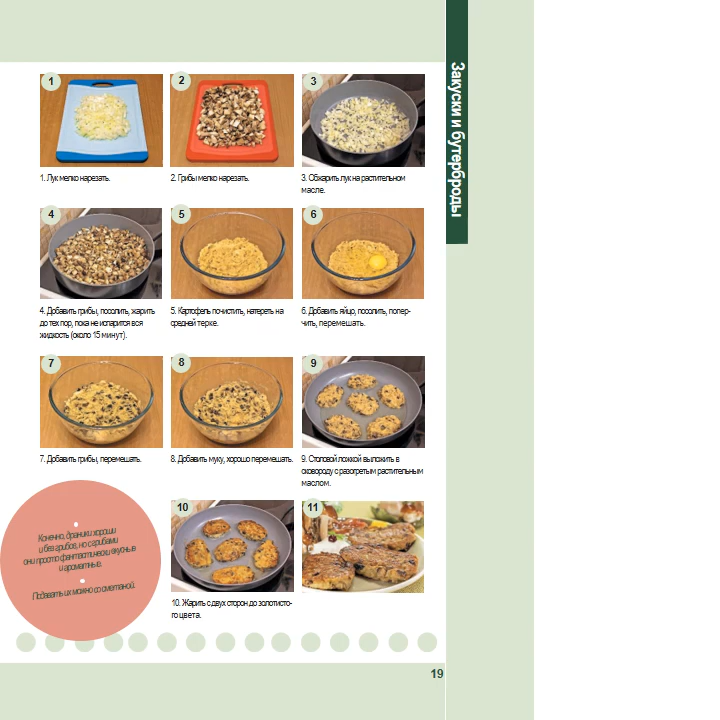 Закуски и бутерброды
1
2
3
1. Лук мелко нарезать.
2. Грибы мелко нарезать.
3. Обжарить лук на растительном
масле.
4
5
6
4. Добавить грибы, посолить, жарить
до тех пор, пока не испарится вся
жидкость (около 15 минут).
5. Картофель почистить, натереть на
средней терке.
6. Добавить яйцо, посолить, попер-
чить, перемешать.
7
8
9
7. Добавить грибы, перемешать.
8. Добавить муку, хорошо перемешать.
9. Столовой ложкой выложить в
сковороду с разогретым растительным
маслом.
10
11
10. Жарить с двух сторон до золотисто-
го цвета.
Конечно, драники хороши
и без грибов, но с грибами
они просто фантастически вкусные
и ароматные.
Подавать их можно со сметаной.
19